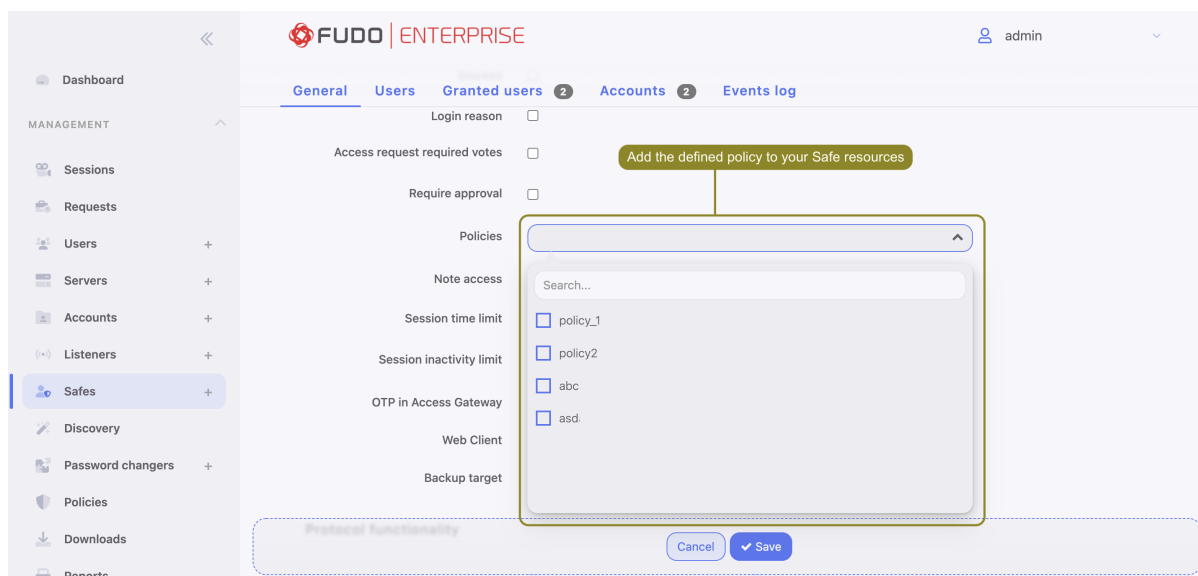 FUDO ENTERPRISE
admin
Dashboard
MANAGEMENT
Sessions
Requests
Users
Servers
Accounts
Listeners
Safes
Discovery
Password changers
Policies
Downloads
Reports
General Users Granted users 2 Accounts 2 Events log
Login reason
Access request required votes
Add the defined policy to your Safe resources
Require approval
Policies
Search...
policy_1
policy2
abc
asd
Note access
Session time limit
Session inactivity limit
OTP in Access Gateway
Web Client
Backup target
Protocol functionality
Cancel Save